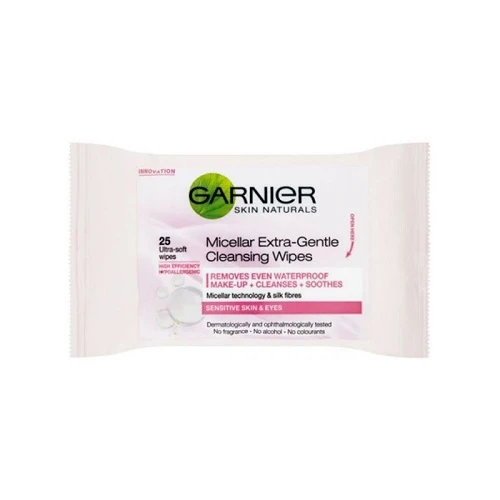 INNOVATION
GARNIER
SKIN NATURALS
OPEN HERE
25
Ultra-soft
wipes
HIGH EFFICIENCY
HYPOALLERGENIC
Micellar Extra-Gentle
Cleansing Wipes
REMOVES EVEN WATERPROOF
MAKE-UP + CLEANSES + SOOTHES
Micellar technology & silk fibres
SENSITIVE SKIN & EYES
Dermatologically and ophthalmologically tested
No fragrance - No alcohol - No colourants